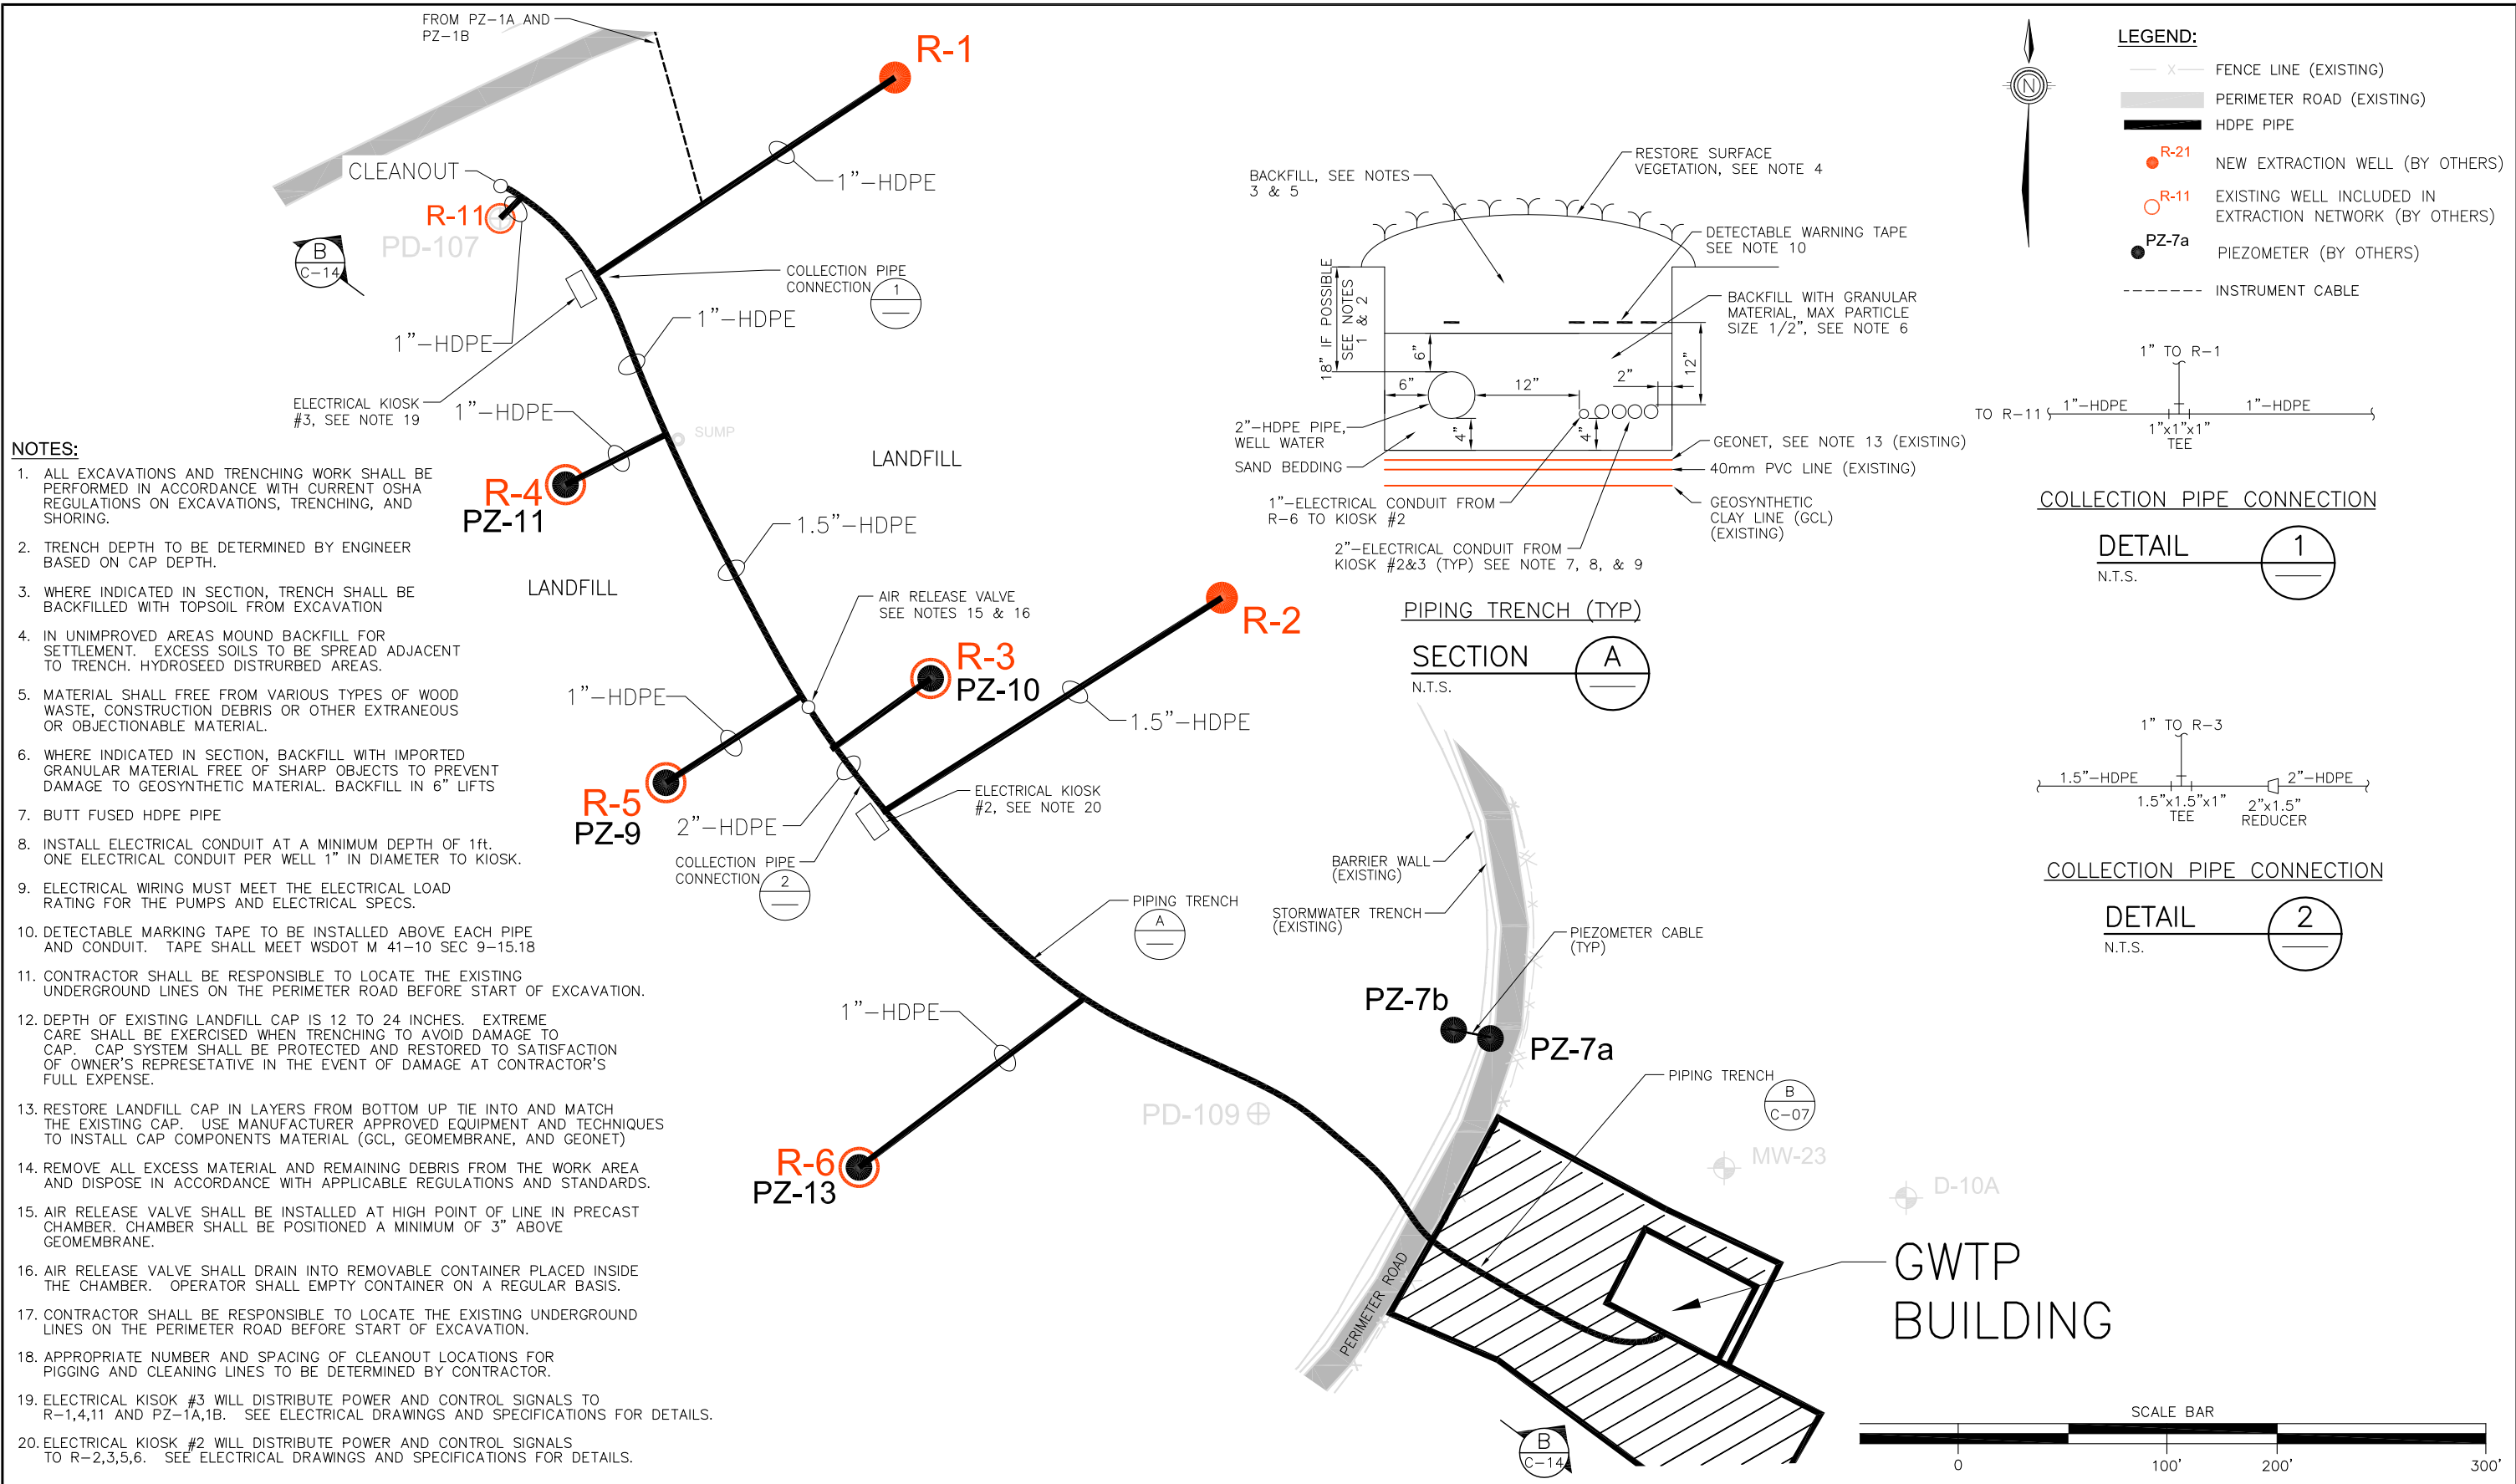 FROM PZ-1A AND
PZ-1B
R-1
CLEANOUT
1"-HDPE
R-11
PD-107
B
C-14
COLLECTION PIPE
CONNECTION
1
1"-HDPE
1"-HDPE
ELECTRICAL KIOSK
#3, SEE NOTE 19
1"-HDPE
SUMP
LANDFILL
R-4
PZ-11
1.5"-HDPE
LANDFILL
AIR RELEASE VALVE
SEE NOTES 15 & 16
R-2
R-3
PZ-10
1"-HDPE
1.5"-HDPE
R-5
PZ-9
ELECTRICAL KIOSK
#2, SEE NOTE 20
2"-HDPE
COLLECTION PIPE
CONNECTION
2
PIPING TRENCH
A
1"-HDPE
R-6
PZ-13
PD-109
NOTES:
1. ALL EXCAVATIONS AND TRENCHING WORK SHALL BE
PERFORMED IN ACCORDANCE WITH CURRENT OSHA
REGULATIONS ON EXCAVATIONS, TRENCHING, AND
SHORING.
2. TRENCH DEPTH TO BE DETERMINED BY ENGINEER
BASED ON CAP DEPTH.
3. WHERE INDICATED IN SECTION, TRENCH SHALL BE
BACKFILLED WITH TOPSOIL FROM EXCAVATION
4. IN UNIMPROVED AREAS MOUND BACKFILL FOR
SETTLEMENT. EXCESS SOILS TO BE SPREAD ADJACENT
TO TRENCH. HYDROSEED DISTRURBED AREAS.
5. MATERIAL SHALL FREE FROM VARIOUS TYPES OF WOOD
WASTE, CONSTRUCTION DEBRIS OR OTHER EXTRANEOUS
OR OBJECTIONABLE MATERIAL.
6. WHERE INDICATED IN SECTION, BACKFILL WITH IMPORTED
GRANULAR MATERIAL FREE OF SHARP OBJECTS TO PREVENT
DAMAGE TO GEOSYNTHETIC MATERIAL. BACKFILL IN 6" LIFTS
7. BUTT FUSED HDPE PIPE
8. INSTALL ELECTRICAL CONDUIT AT A MINIMUM DEPTH OF 1ft.
ONE ELECTRICAL CONDUIT PER WELL 1" IN DIAMETER TO KIOSK.
9. ELECTRICAL WIRING MUST MEET THE ELECTRICAL LOAD
RATING FOR THE PUMPS AND ELECTRICAL SPECS.
10. DETECTABLE MARKING TAPE TO BE INSTALLED ABOVE EACH PIPE
AND CONDUIT. TAPE SHALL MEET WSDOT M 41-10 SEC 9-15.18
11. CONTRACTOR SHALL BE RESPONSIBLE TO LOCATE THE EXISTING
UNDERGROUND LINES ON THE PERIMETER ROAD BEFORE START OF EXCAVATION.
12. DEPTH OF EXISTING LANDFILL CAP IS 12 TO 24 INCHES. EXTREME
CARE SHALL BE EXERCISED WHEN TRENCHING TO AVOID DAMAGE TO
CAP. CAP SYSTEM SHALL BE PROTECTED AND RESTORED TO SATISFACTION
OF OWNER'S REPRESETATIVE IN THE EVENT OF DAMAGE AT CONTRACTOR'S
FULL EXPENSE.
13. RESTORE LANDFILL CAP IN LAYERS FROM BOTTOM UP TIE INTO AND MATCH
THE EXISTING CAP. USE MANUFACTURER APPROVED EQUIPMENT AND TECHNIQUES
TO INSTALL CAP COMPONENTS MATERIAL (GCL, GEOMEMBRANE, AND GEONET)
14. REMOVE ALL EXCESS MATERIAL AND REMAINING DEBRIS FROM THE WORK AREA
AND DISPOSE IN ACCORDANCE WITH APPLICABLE REGULATIONS AND STANDARDS.
15. AIR RELEASE VALVE SHALL BE INSTALLED AT HIGH POINT OF LINE IN PRECAST
CHAMBER. CHAMBER SHALL BE POSITIONED A MINIMUM OF 3" ABOVE
GEOMEMBRANE.
16. AIR RELEASE VALVE SHALL DRAIN INTO REMOVABLE CONTAINER PLACED INSIDE
THE CHAMBER. OPERATOR SHALL EMPTY CONTAINER ON A REGULAR BASIS.
17. CONTRACTOR SHALL BE RESPONSIBLE TO LOCATE THE EXISTING UNDERGROUND
LINES ON THE PERIMETER ROAD BEFORE START OF EXCAVATION.
18. APPROPRIATE NUMBER AND SPACING OF CLEANOUT LOCATIONS FOR
PIGGING AND CLEANING LINES TO BE DETERMINED BY CONTRACTOR.
19. ELECTRICAL KISOK #3 WILL DISTRIBUTE POWER AND CONTROL SIGNALS TO
R-1,4,11 AND PZ-1A,1B. SEE ELECTRICAL DRAWINGS AND SPECIFICATIONS FOR DETAILS.
20. ELECTRICAL KIOSK #2 WILL DISTRIBUTE POWER AND CONTROL SIGNALS
TO R-2,3,5,6. SEE ELECTRICAL DRAWINGS AND SPECIFICATIONS FOR DETAILS.
BACKFILL, SEE NOTES
3 & 5
RESTORE SURFACE
VEGETATION, SEE NOTE 4
DETECTABLE WARNING TAPE
SEE NOTE 10
18" IF POSSIBLE
SEE NOTES
1 & 2
BACKFILL WITH GRANULAR
MATERIAL, MAX PARTICLE
SIZE 1/2", SEE NOTE 6
6"
6"
12"
2"
12"
4"
4"
2"-HDPE PIPE,
WELL WATER
SAND BEDDING
GEONET, SEE NOTE 13 (EXISTING)
40mm PVC LINE (EXISTING)
1"-ELECTRICAL CONDUIT FROM
R-6 TO KIOSK #2
GEOSYNTHETIC
CLAY LINE (GCL)
(EXISTING)
2"-ELECTRICAL CONDUIT FROM
KIOSK #2&3 (TYP) SEE NOTE 7, 8, & 9
PIPING TRENCH (TYP)
SECTION
A
N.T.S.
BARRIER WALL
(EXISTING)
STORMWATER TRENCH
(EXISTING)
PIEZOMETER CABLE
(TYP)
PZ-7b
PZ-7a
PIPING TRENCH
B
C-07
MW-23
D-10A
PERIMETER ROAD
GWTP
BUILDING
B
C-14
N
LEGEND:
X
FENCE LINE (EXISTING)
PERIMETER ROAD (EXISTING)
HDPE PIPE
R-21
NEW EXTRACTION WELL (BY OTHERS)
R-11
EXISTING WELL INCLUDED IN
EXTRACTION NETWORK (BY OTHERS)
PZ-7a
PIEZOMETER (BY OTHERS)
INSTRUMENT CABLE
1" TO R-1
TO R-11
1"-HDPE
1"-HDPE
1"x1"x1"
TEE
COLLECTION PIPE CONNECTION
DETAIL
1
N.T.S.
1" TO R-3
1.5"-HDPE
2"-HDPE
1.5"x1.5"x1"
TEE
2"x1.5"
REDUCER
COLLECTION PIPE CONNECTION
DETAIL
2
N.T.S.
SCALE BAR
0
100'
200'
300'